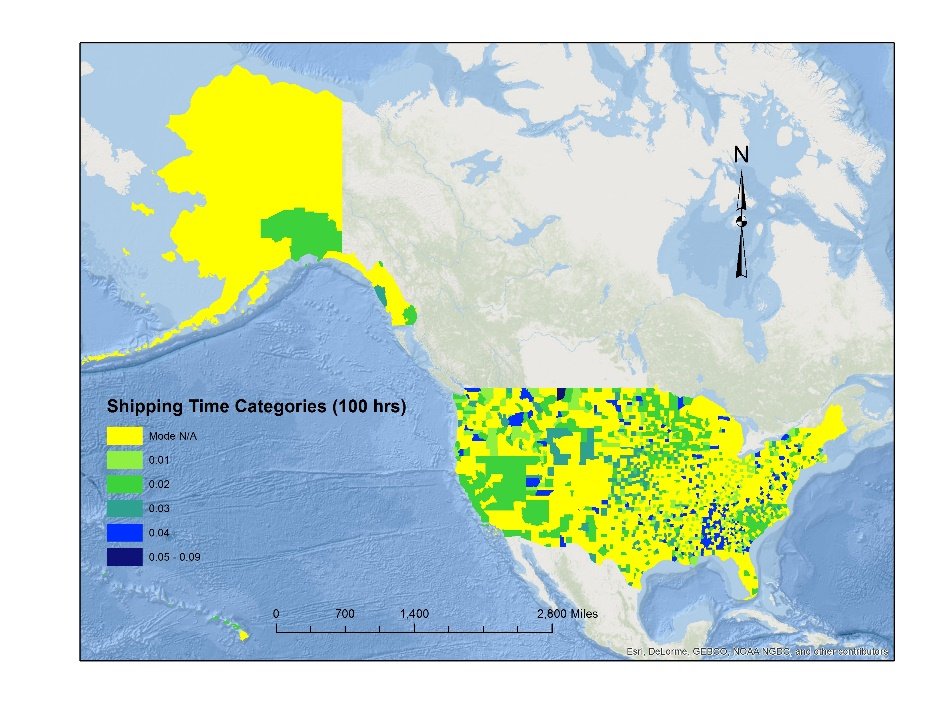 N
Shipping Time Categories (100 hrs)
Mode N/A
0.01
0.02
0.03
0.04
0.05 - 0.09
0 700 1,400 2,800 Miles
Esri, DeLorme, GEBCO, NOAA NGDC, and other contributors